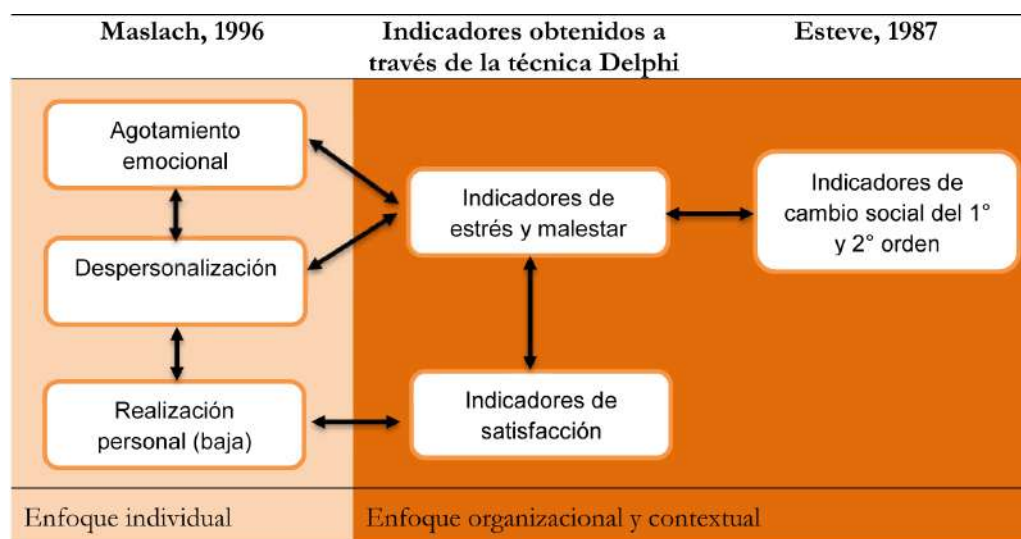 Maslach, 1996
Indicadores obtenidos a
través de la técnica Delphi
Esteve, 1987
Agotamiento
emocional
Despersonalización
Realización
personal (baja)
Indicadores de
estrés y malestar
Indicadores de
satisfacción
Indicadores de
cambio social del 1°
y 2° orden
Enfoque individual
Enfoque organizacional y contextual